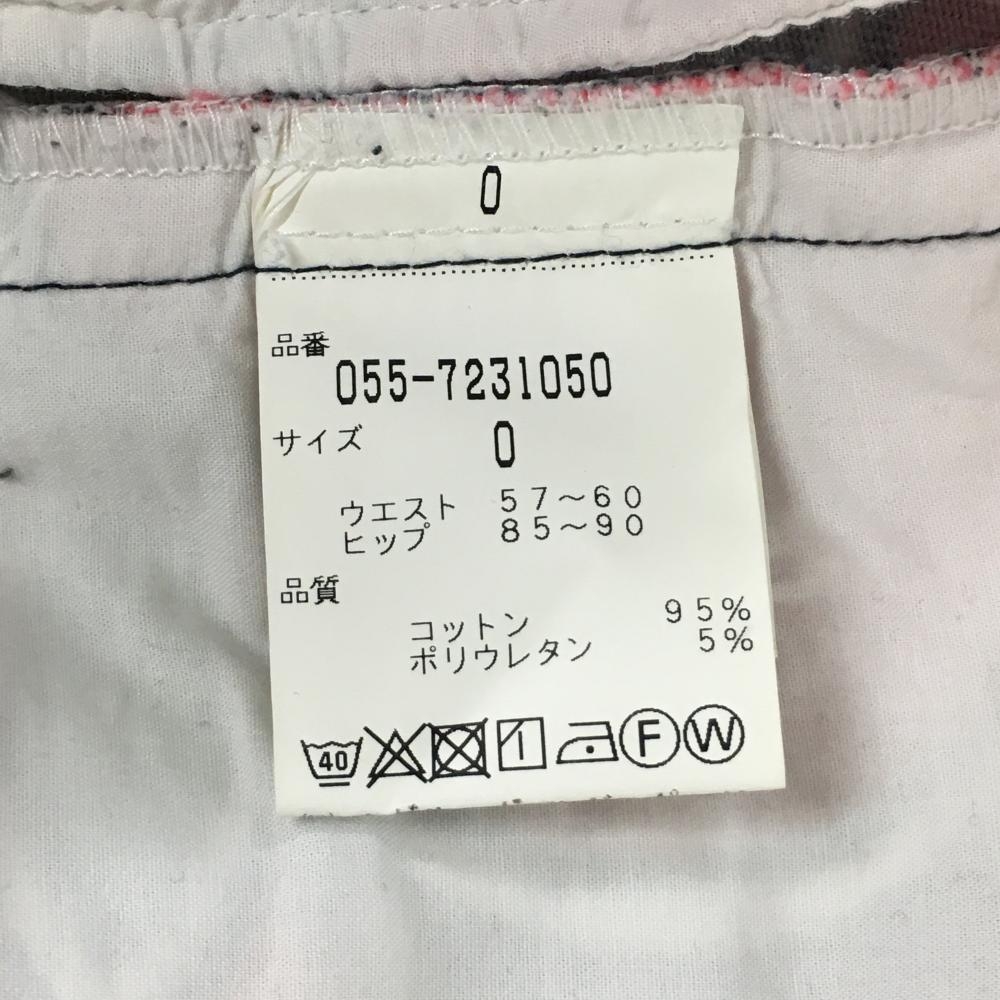 0
品番
055-7231050
サイズ 0
ウエスト 57～60
ヒップ 85～90
品質
コットン 95%
ポリウレタン 5%
40 F W